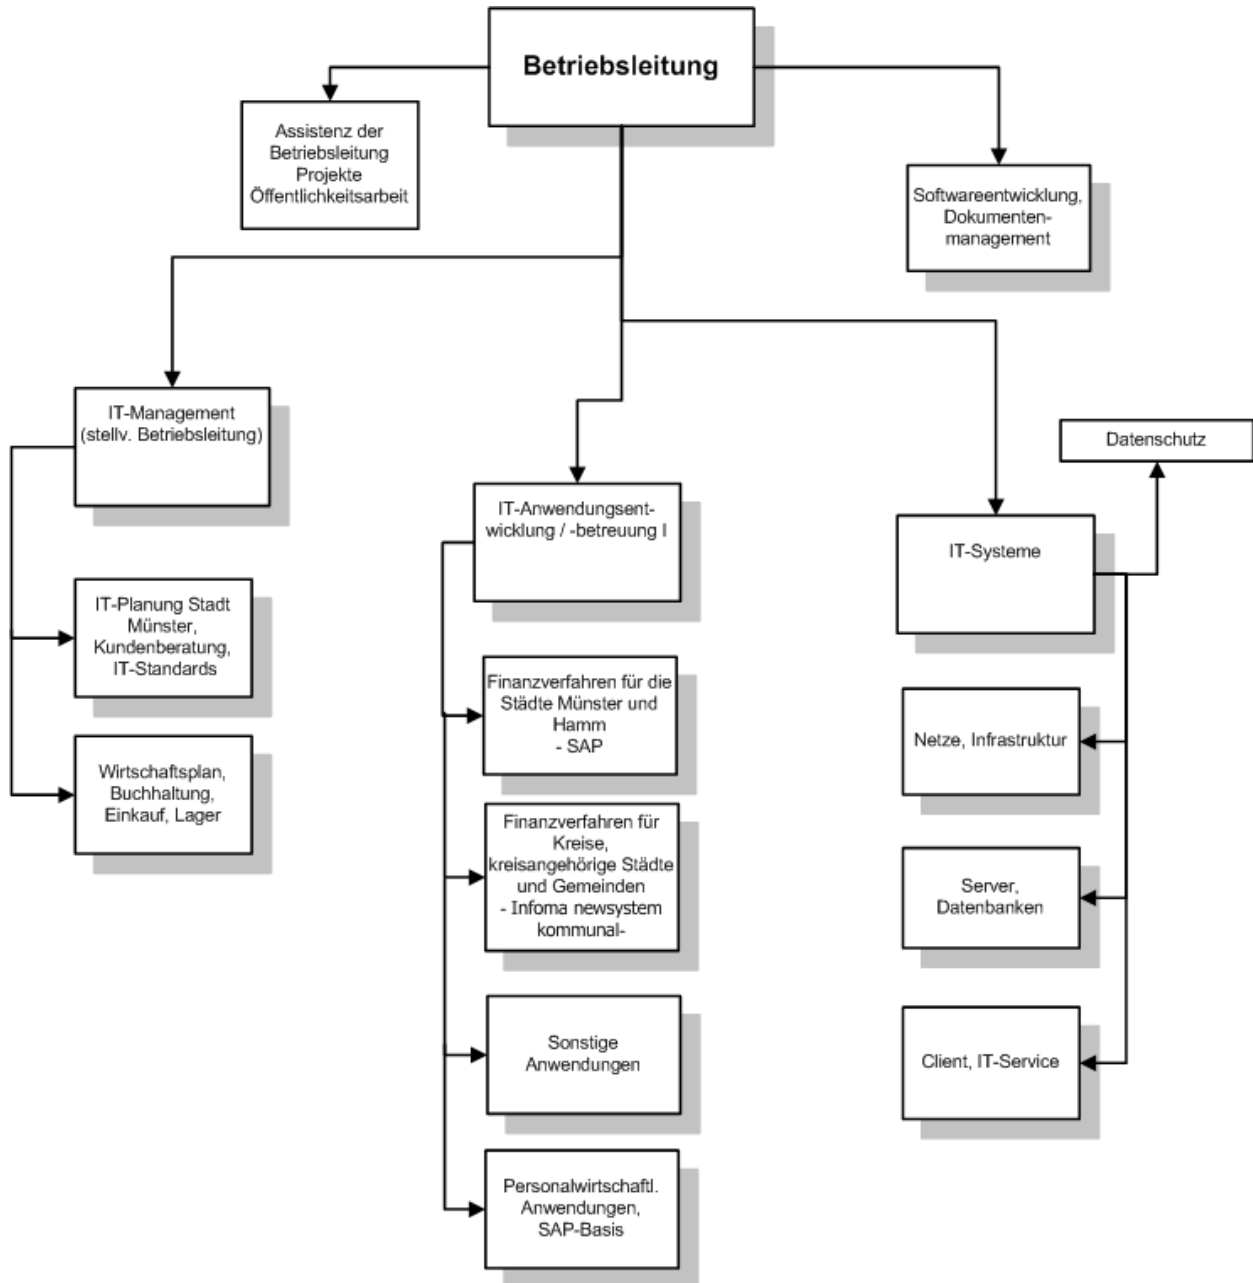 Betriebsleitung
Assistenz der
Betriebsleitung
Projekte
Öffentlichkeitsarbeit
Softwareentwicklung,
Dokumenten-
management
IT-Management
(stellv. Betriebsleitung)
IT-Planung Stadt
Münster,
Kundenberatung,
IT-Standards
Wirtschaftsplan,
Buchhaltung,
Einkauf, Lager
IT-Anwendungsent-
wicklung / -betreuung I
Finanzverfahren für die
Städte Münster und
Hamm
- SAP
Finanzverfahren für
Kreise,
kreisangehörige Städte
und Gemeinden
- Infoma newsystem
kommunal-
Sonstige
Anwendungen
Personalwirtschaftl.
Anwendungen,
SAP-Basis
Datenschutz
IT-Systeme
Netze, Infrastruktur
Server,
Datenbanken
Client, IT-Service